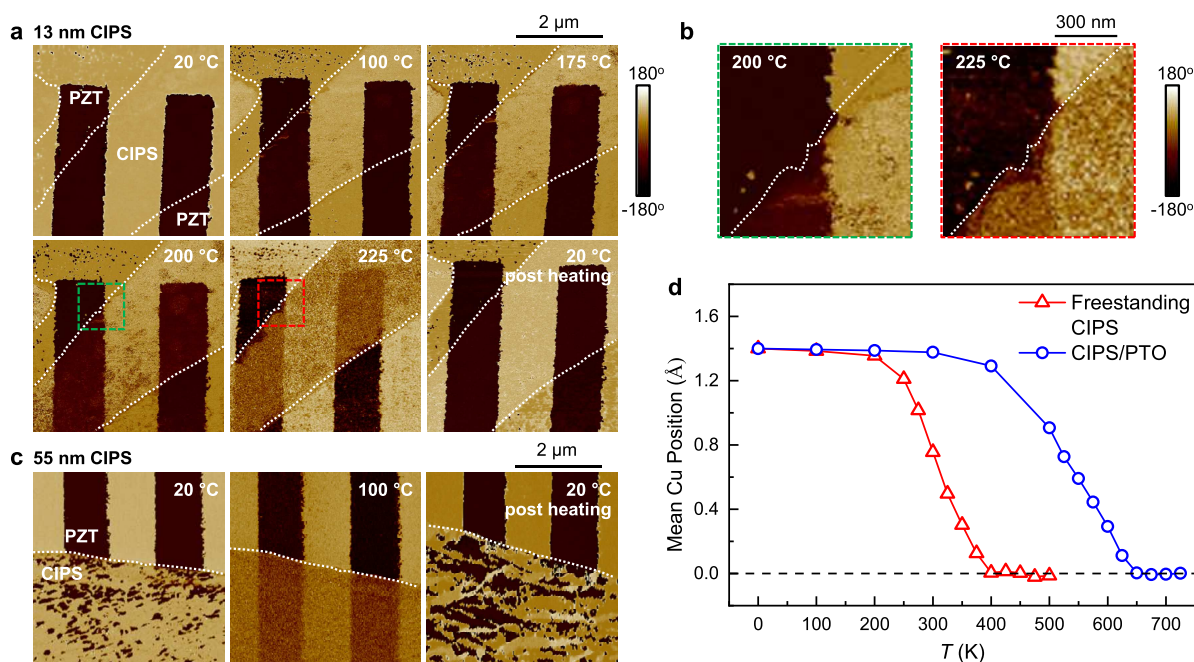 a 13 nm CIPS
2 µm
20 °C
PZT
CIPS
PZT
100 °C
175 °C
180°
-180°
200 °C
225 °C
20 °C
post heating
b
300 nm
200 °C
225 °C
180°
-180°
c 55 nm CIPS
2 µm
20 °C
PZT
CIPS
100 °C
20 °C
post heating
d
Freestanding
CIPS
CIPS/PTO
Mean Cu Position (Å)
1.6
1.2
0.8
0.4
0.0
0 100 200 300 400 500 600 700
T (K)